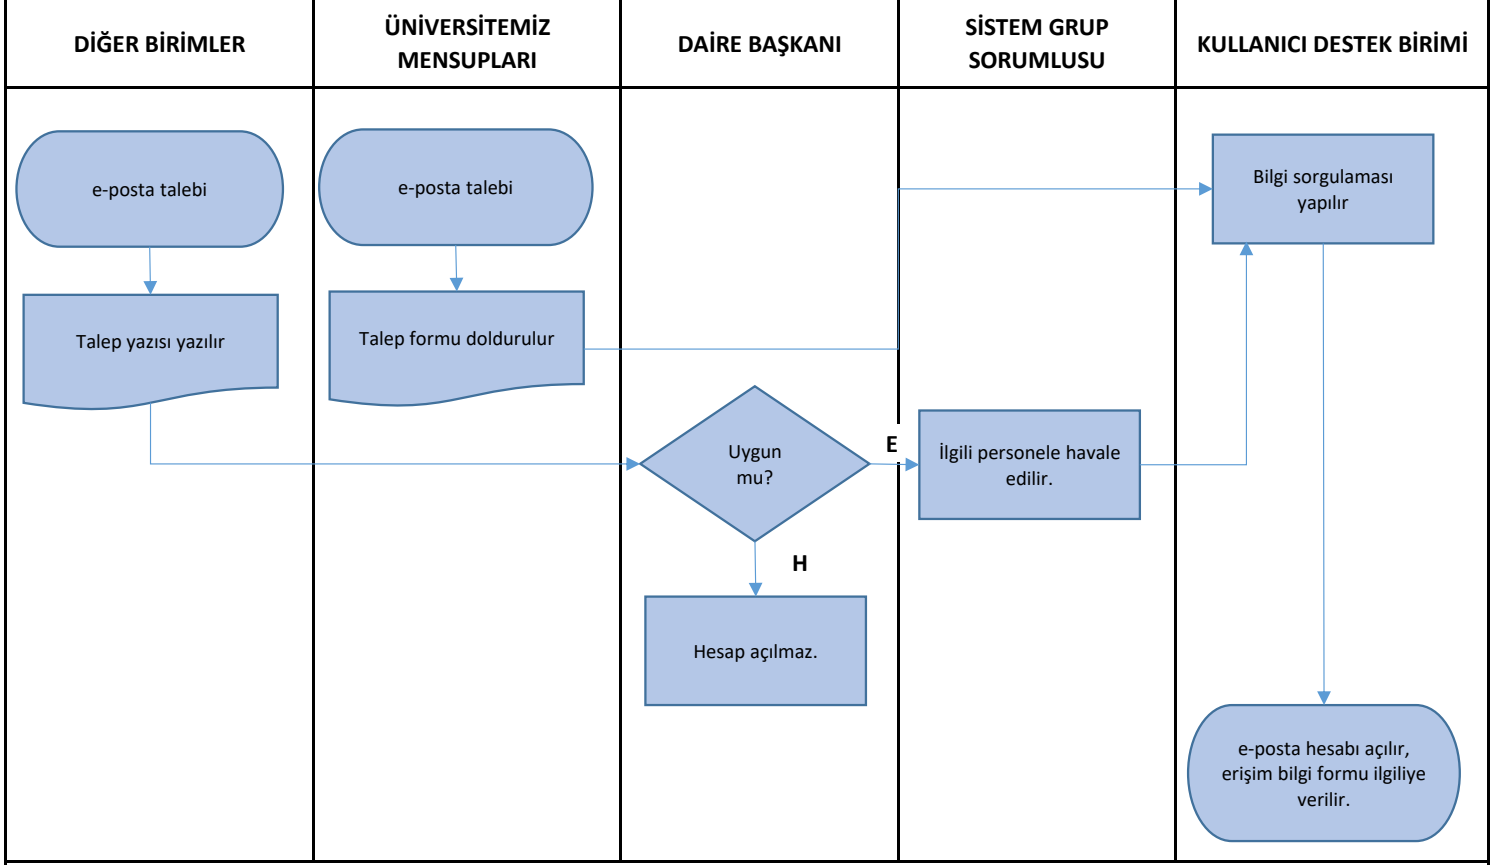 DİĞER BİRİMLER
ÜNİVERSİTEMİZ
MENSUPLARI
DAİRE BAŞKANI
SİSTEM GRUP
SORUMLUSU
KULLANICI DESTEK BİRİMİ
e-posta talebi
e-posta talebi
Bilgi sorgulaması
yapılır
Talep yazısı yazılır
Talep formu doldurulur
Uygun
mu?
E
İlgili personele havale
edilir.
H
Hesap açılmaz.
e-posta hesabı açılır,
erişim bilgi formu ilgiliye
verilir.